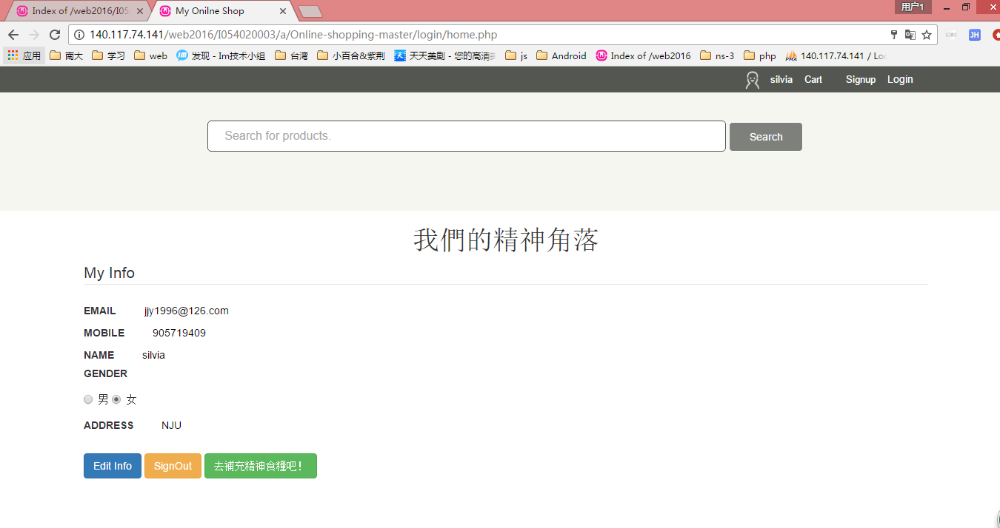 Index of /web2016/I05
My Onilne Shop
用户1
140.117.74.141/web2016/I054020003/a/Online-shopping-master/login/home.php
JH
应用 南大 学习 web 发现 - Im技术小组 台湾 小百合&紫荆 天天美剧 - 您的高清 js Android Index of /web2016 ns-3 php 140.117.74.141 / Loc
silvia Cart Signup Login
Search for products. Search
我們的精神角落
My Info
EMAIL jjy1996@126.com
MOBILE 905719409
NAME silvia
GENDER
男 女
ADDRESS NJU
Edit Info SignOut 去補充精神食糧吧！